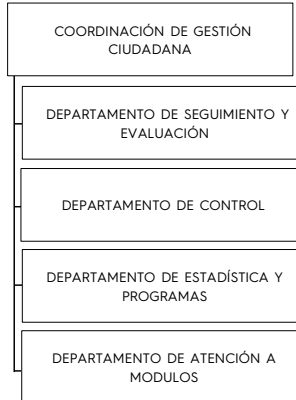 COORDINACIÓN DE GESTIÓN
CIUDADANA
DEPARTAMENTO DE SEGUIMIENTO Y
EVALUACIÓN
DEPARTAMENTO DE CONTROL
DEPARTAMENTO DE ESTADÍSTICA Y
PROGRAMAS
DEPARTAMENTO DE ATENCIÓN A
MODULOS